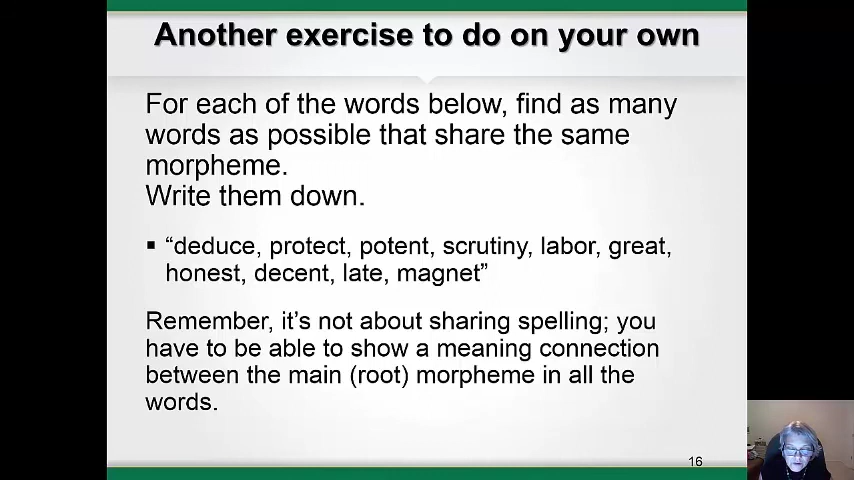 Another exercise to do on your own
For each of the words below, find as many
words as possible that share the same
morpheme.
Write them down.
▪ “deduce, protect, potent, scrutiny, labor, great,
honest, decent, late, magnet”
Remember, it’s not about sharing spelling; you
have to be able to show a meaning connection
between the main (root) morpheme in all the
words.
16